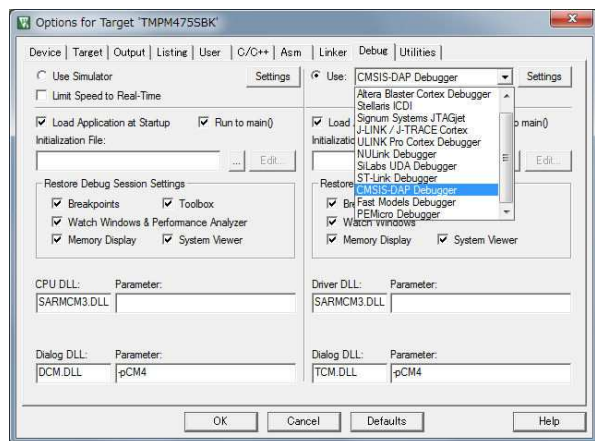 Options for Target 'TMPM475SBK'
Device Target Output Listing User C/C++ Asm Linker Debug Utilities
Use Simulator Settings
Limit Speed to Real-Time
Use: CMSIS-DAP Debugger Settings
Altera Blaster Cortex Debugger
Stellaris ICDI
Signum Systems JTAGjet
J-LINK / J-TRACE Cortex
ULINK Pro Cortex Debugger
NULink Debugger
SiLabs UDA Debugger
ST-Link Debugger
CMSIS-DAP Debugger
Fast Models Debugger
PEMicro Debugger
Load Application at Startup Run to main()
Initialization File:
... Edit...
Load o main()
Initializatio
Edit...
Restore Debug Session Settings
Breakpoints Toolbox
Watch Windows & Performance Analyzer
Memory Display System Viewer
Restore
Br
Watch Windows
Memory Display System Viewer
CPU DLL: Parameter:
SARMCM3.DLL
Driver DLL: Parameter:
SARMCM3.DLL
Dialog DLL: Parameter:
DCM.DLL -pCM4
Dialog DLL: Parameter:
TCM.DLL -pCM4
OK Cancel Defaults Help